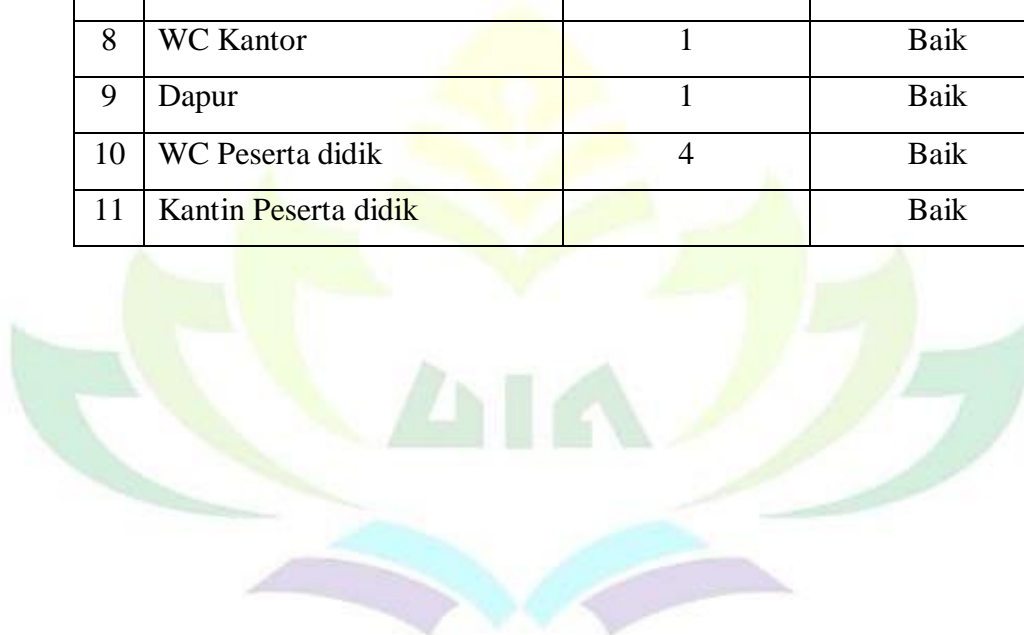 8 WC Kantor 1 Baik
9 Dapur 1 Baik
10 WC Peserta didik 4 Baik
11 Kantin Peserta didik Baik
UIN